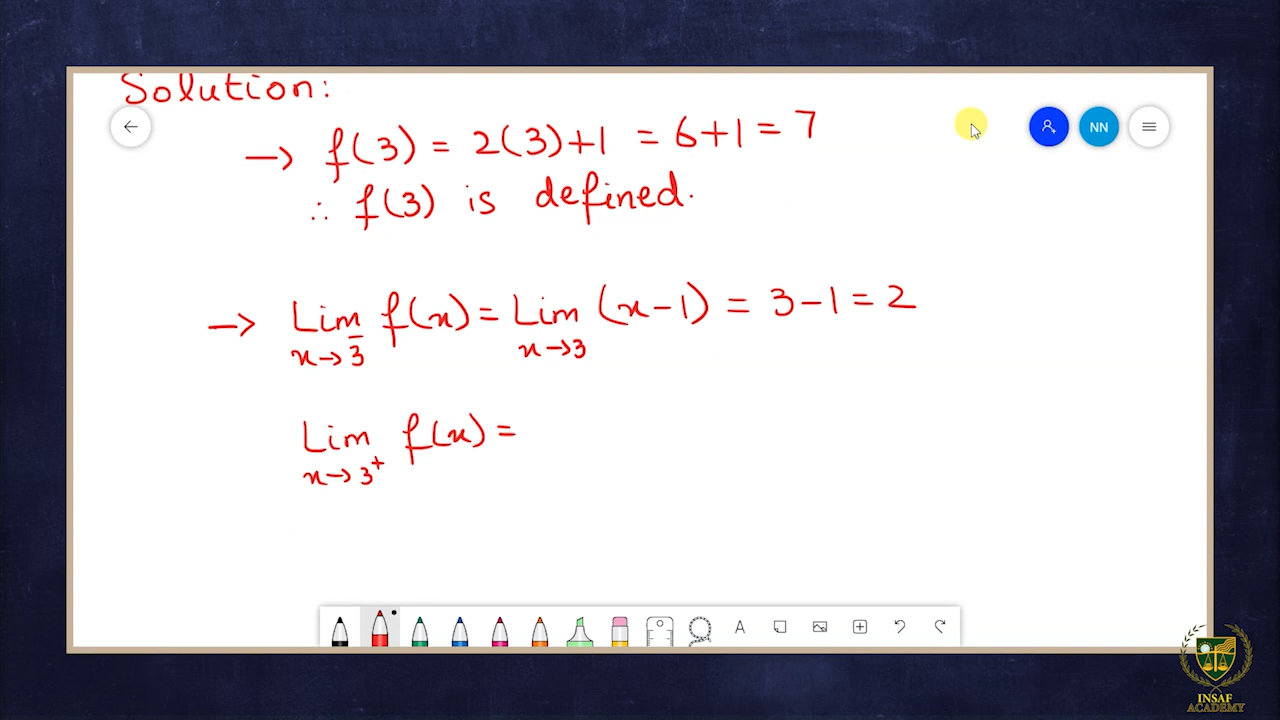 Solution:
→ f(3) = 2(3)+1 = 6+1 = 7
∴ f(3) is defined.
NN
→ Lim f(x) = Lim (x-1) = 3-1 = 2
x→3⁻ x→3
Lim f(x) =
x→3⁺
A
INSAF
ACADEMY